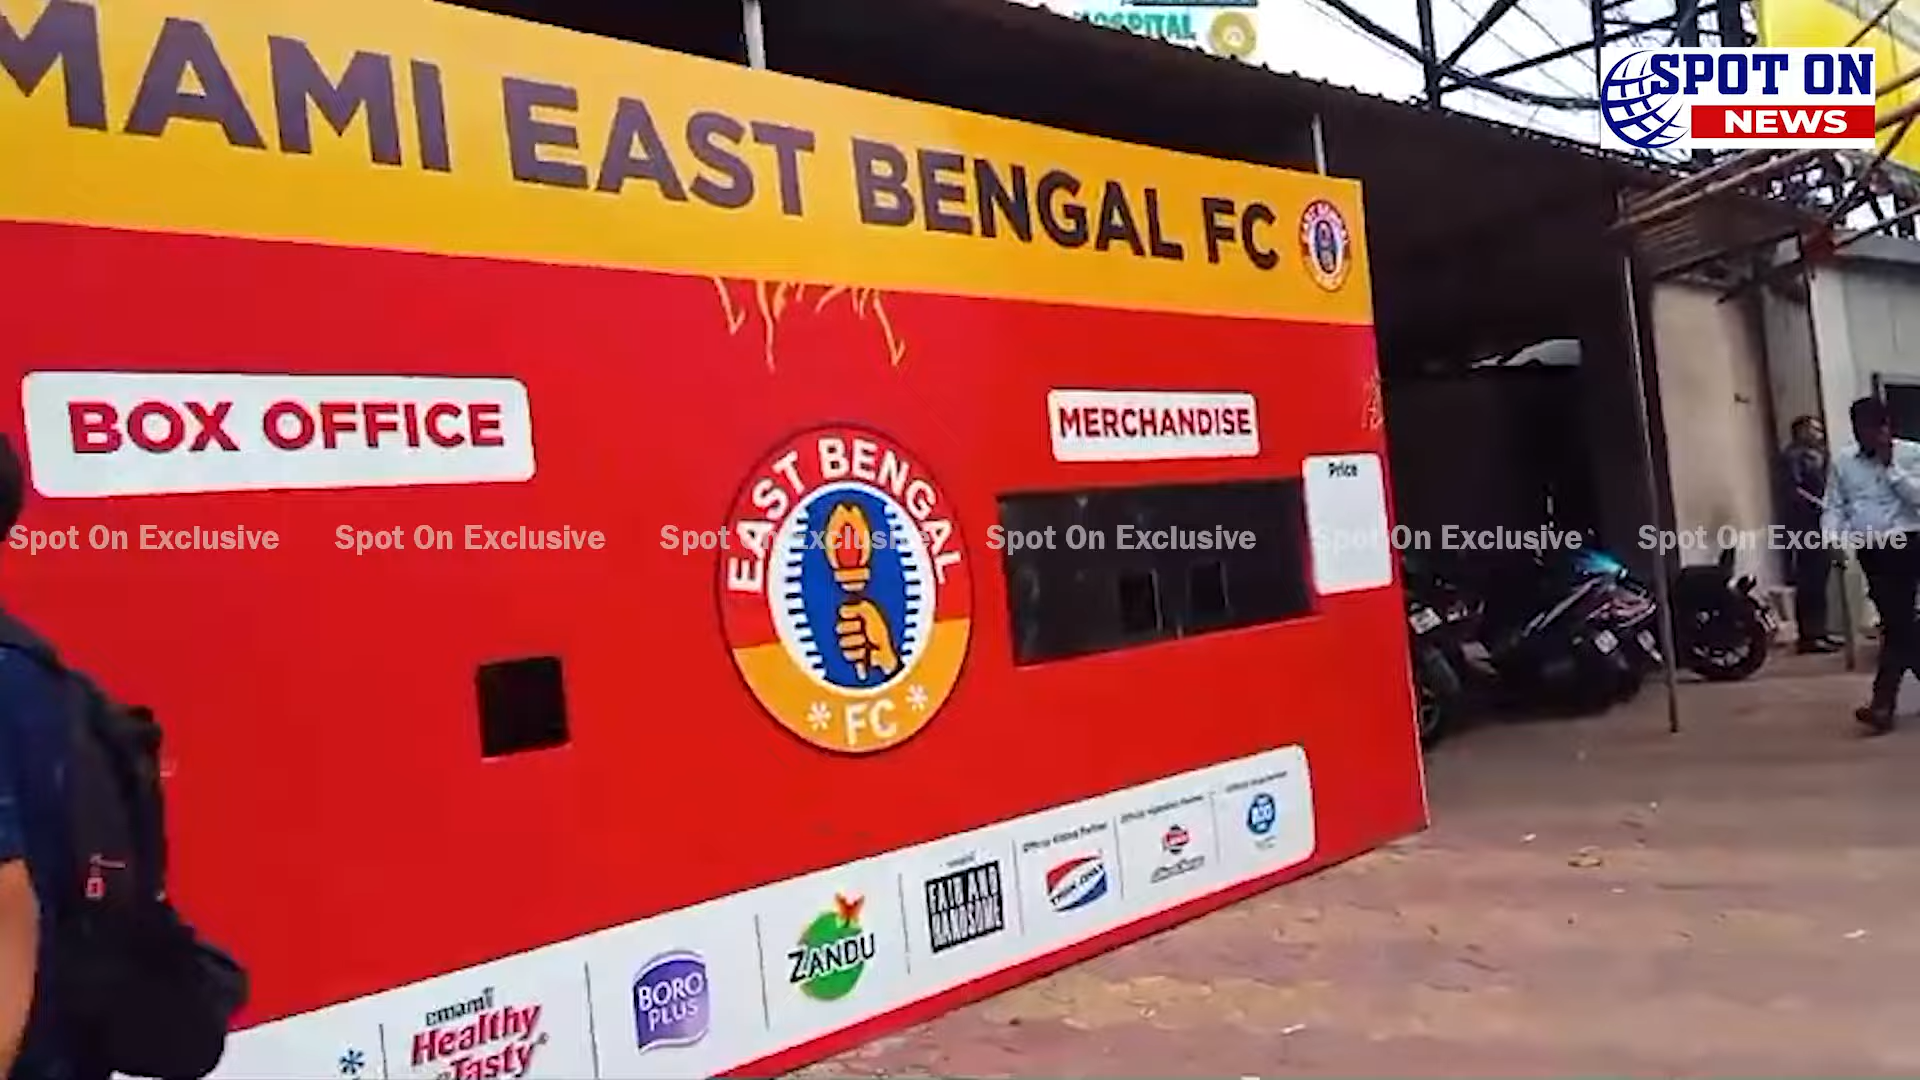 HOSPITAL
SPOT ON
NEWS
MAMI EAST BENGAL FC
BOX OFFICE
MERCHANDISE
Price
EAST BENGAL
FC
Spot On Exclusive Spot On Exclusive Spot On Exclusive Spot On Exclusive Spot On Exclusive Spot On Exclusive
emami
Healthy
Tasty
BORO
PLUS
ZANDU
FAIR AND
HANDSOME